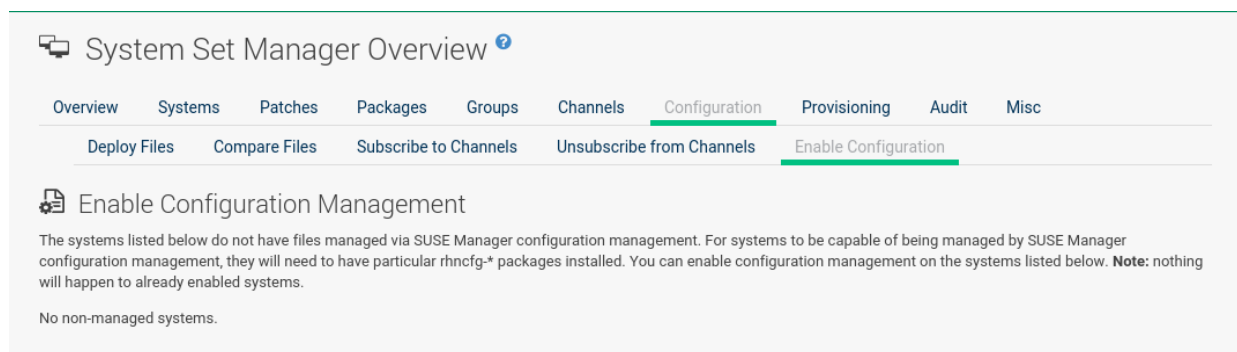 System Set Manager Overview ?
Overview Systems Patches Packages Groups Channels Configuration Provisioning Audit Misc
Deploy Files Compare Files Subscribe to Channels Unsubscribe from Channels Enable Configuration
Enable Configuration Management
The systems listed below do not have files managed via SUSE Manager configuration management. For systems to be capable of being managed by SUSE Manager
configuration management, they will need to have particular rhncfg-* packages installed. You can enable configuration management on the systems listed below. Note: nothing
will happen to already enabled systems.
No non-managed systems.